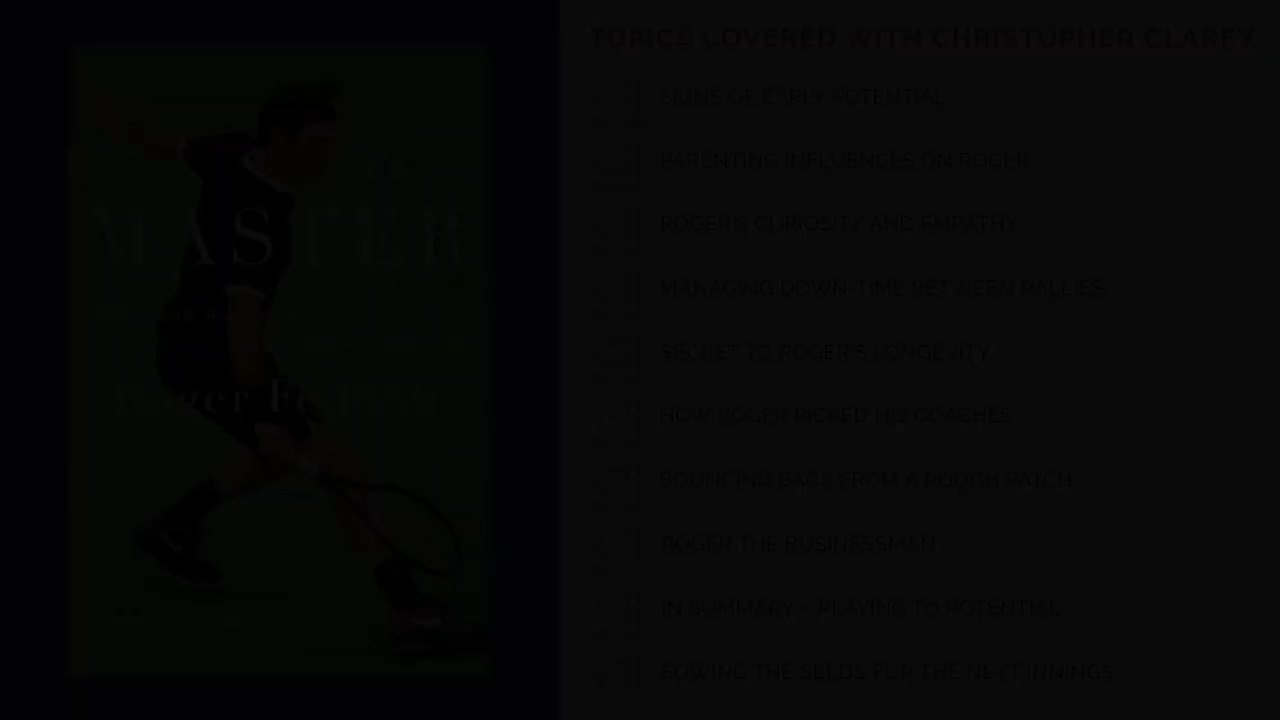 MASTER
Roger Federer
TOPICS COVERED WITH CHRISTOPHER CLAREY
SIGNS OF EARLY POTENTIAL
PARENTING INFLUENCES ON ROGER
ROGER'S CURIOSITY AND EMPATHY
MANAGING DOWN-TIME BETWEEN RALLIES
SECRET TO ROGER'S LONGEVITY
HOW ROGER PICKED HIS COACHES
BOUNCING BACK FROM A ROUGH PATCH
ROGER THE BUSINESSMAN
IN SUMMARY - PLAYING TO POTENTIAL
SOWING THE SEEDS FOR THE NEXT INNINGS